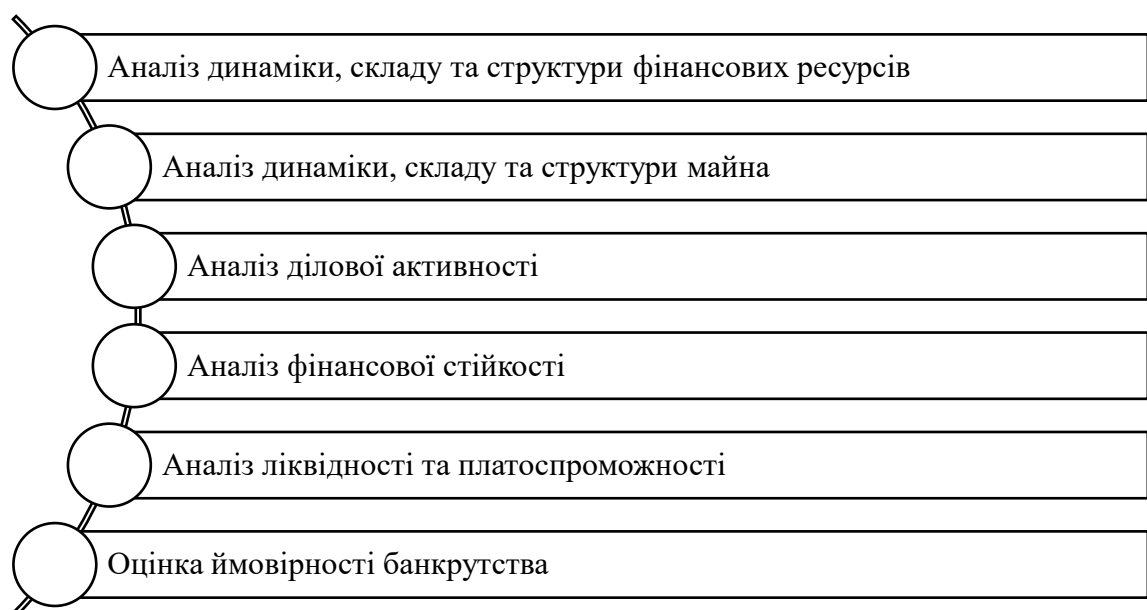 Аналіз динаміки, складу та структури фінансових ресурсів
Аналіз динаміки, складу та структури майна
Аналіз ділової активності
Аналіз фінансової стійкості
Аналіз ліквідності та платоспроможності
Оцінка ймовірності банкрутства